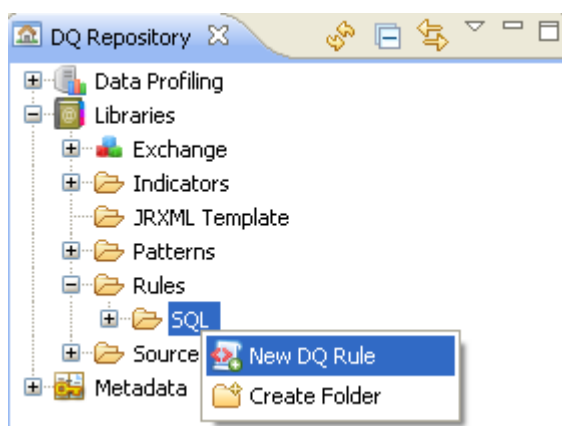 DQ Repository
Data Profiling
Libraries
Exchange
Indicators
JRXML Template
Patterns
Rules
SQL
New DQ Rule
Source
Create Folder
Metadata